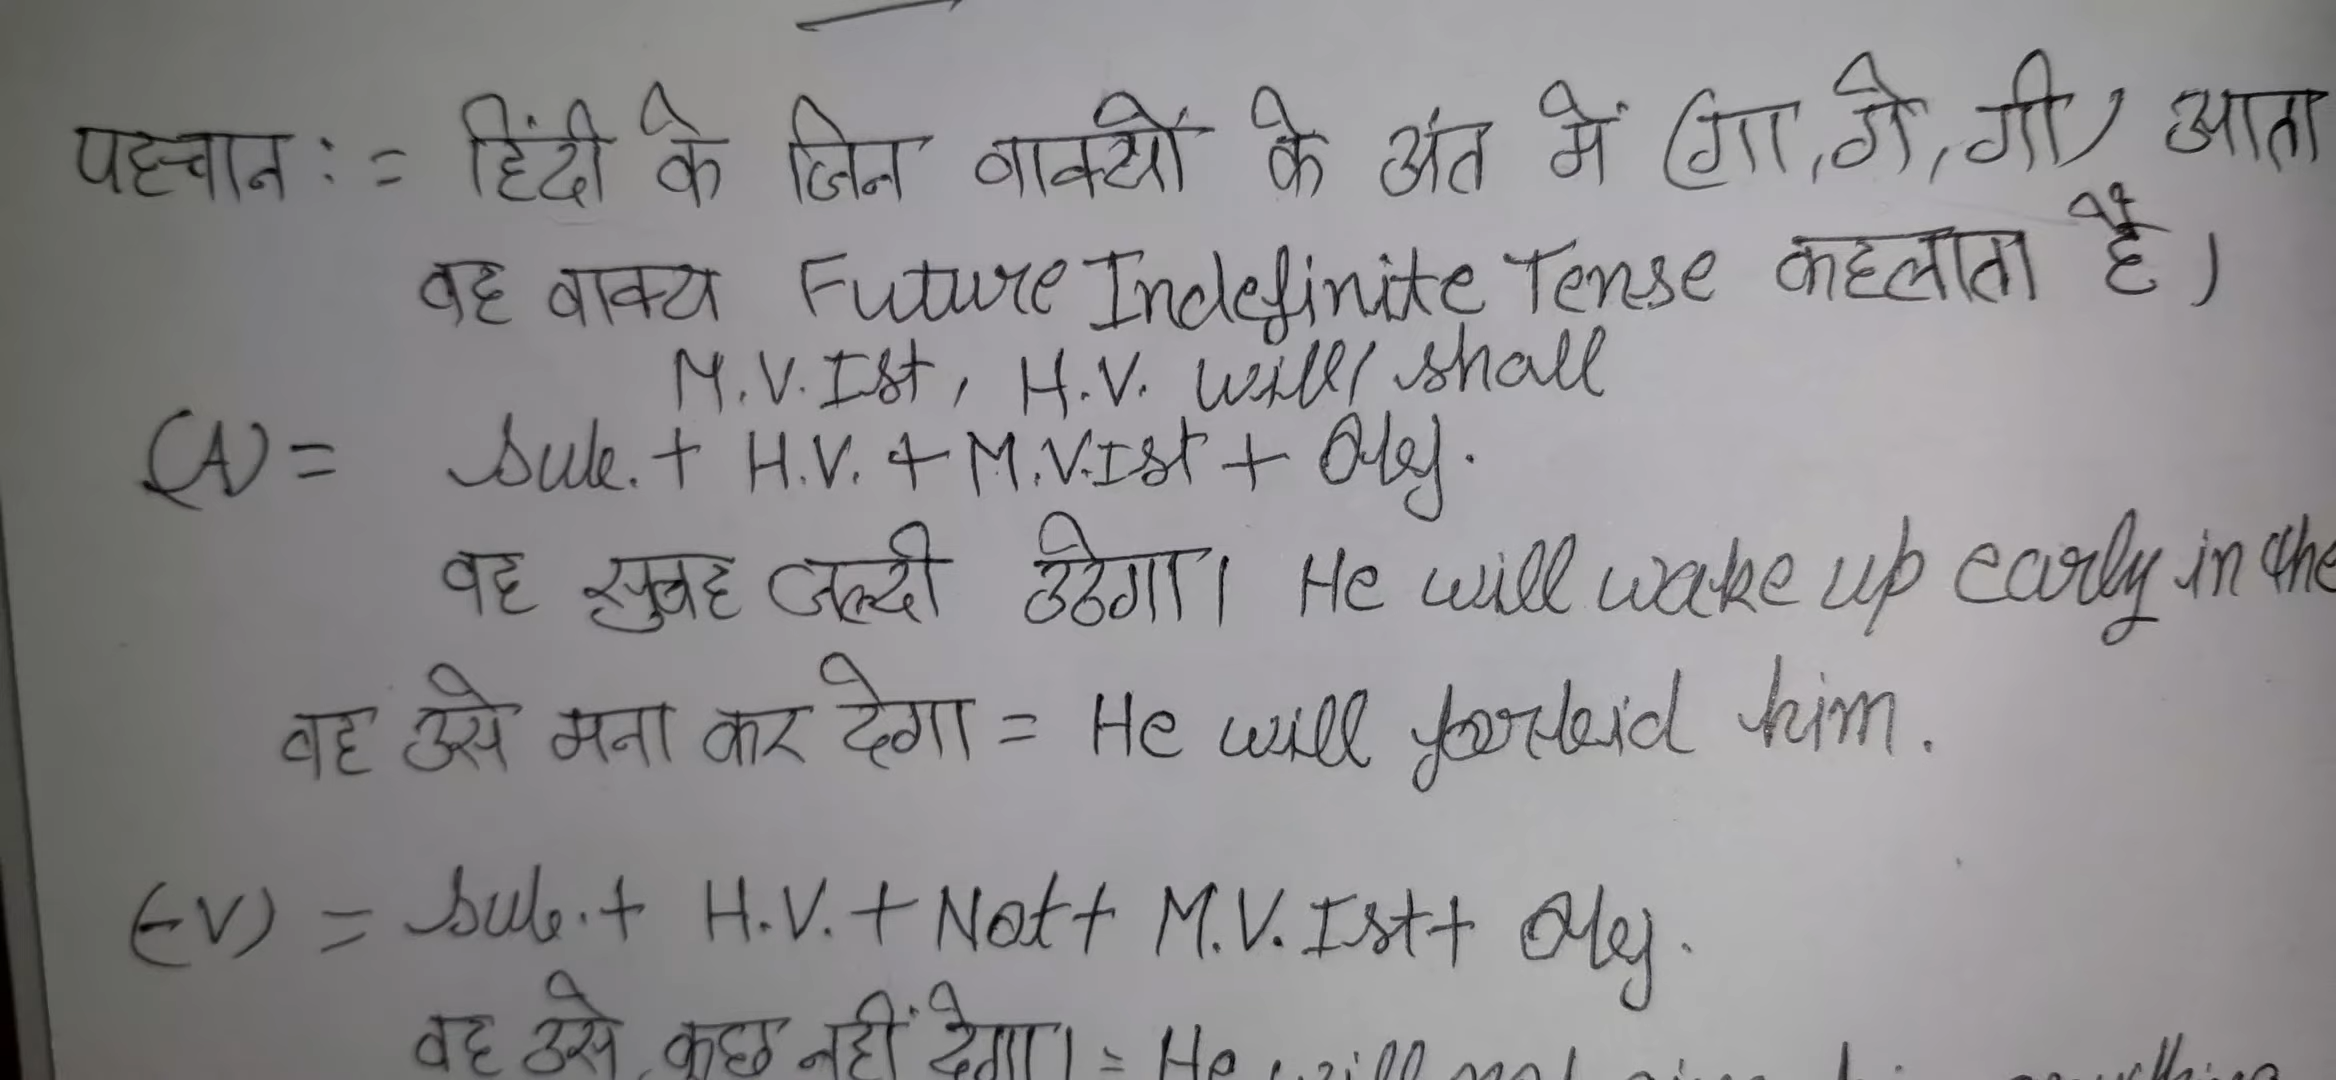 पहचान := हिंदी के जिन वाक्यों के अंत में (गा, गे, गी) आता
वह वाक्य Future Indefinite Tense कहलाता है।
M.V. Ist, H.V. will/ shall
(A) = Sub. + H.V. + M.V. Ist + Obj.
वह सुबह जल्दी उठेगा। He will wake up early in the
वह उसे मना कर देगा = He will forbid him.
(-V) = Sub. + H.V. + Not + M.V. Ist + Obj.
वह उसे कुछ नहीं देगा। = He will not